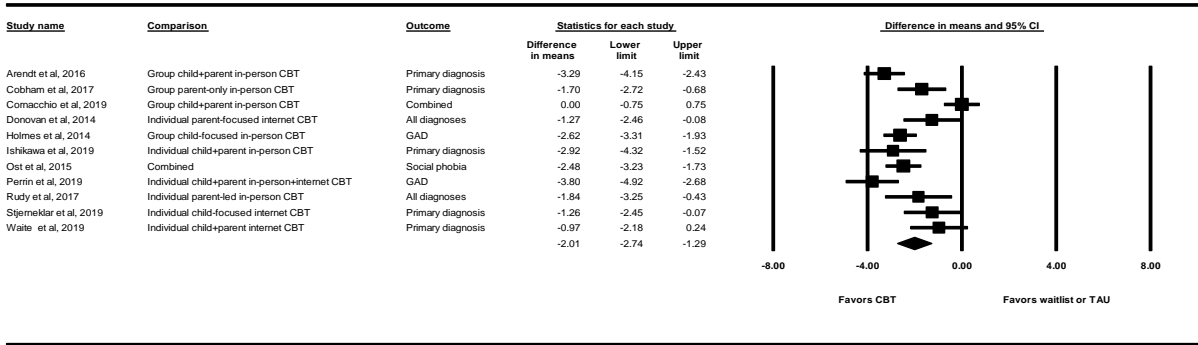 Study name Comparison Outcome Statistics for each study Difference in means and 95% CI
Difference in means Lower limit Upper limit
Arendt et al, 2016 Group child+parent in-person CBT Primary diagnosis -3.29 -4.15 -2.43
Cobham et al, 2017 Group parent-only in-person CBT Primary diagnosis -1.70 -2.72 -0.68
Cornacchio et al, 2019 Group child+parent in-person CBT Combined 0.00 -0.75 0.75
Donovan et al, 2014 Individual parent-focused internet CBT All diagnoses -1.27 -2.46 -0.08
Holmes et al, 2014 Group child-focused in-person CBT GAD -2.62 -3.31 -1.93
Ishikawa et al, 2019 Individual child+parent in-person CBT Primary diagnosis -2.92 -4.32 -1.52
Ost et al, 2015 Combined Social phobia -2.48 -3.23 -1.73
Perrin et al, 2019 Individual child+parent in-person+internet CBT GAD -3.80 -4.92 -2.68
Rudy et al, 2017 Individual parent-led in-person CBT All diagnoses -1.84 -3.25 -0.43
Stjerneklar et al, 2019 Individual child-focused internet CBT Primary diagnosis -1.26 -2.45 -0.07
Waite et al, 2019 Individual child+parent internet CBT Primary diagnosis -0.97 -2.18 0.24
-2.01 -2.74 -1.29
-8.00 -4.00 0.00 4.00 8.00
Favors CBT Favors waitlist or TAU